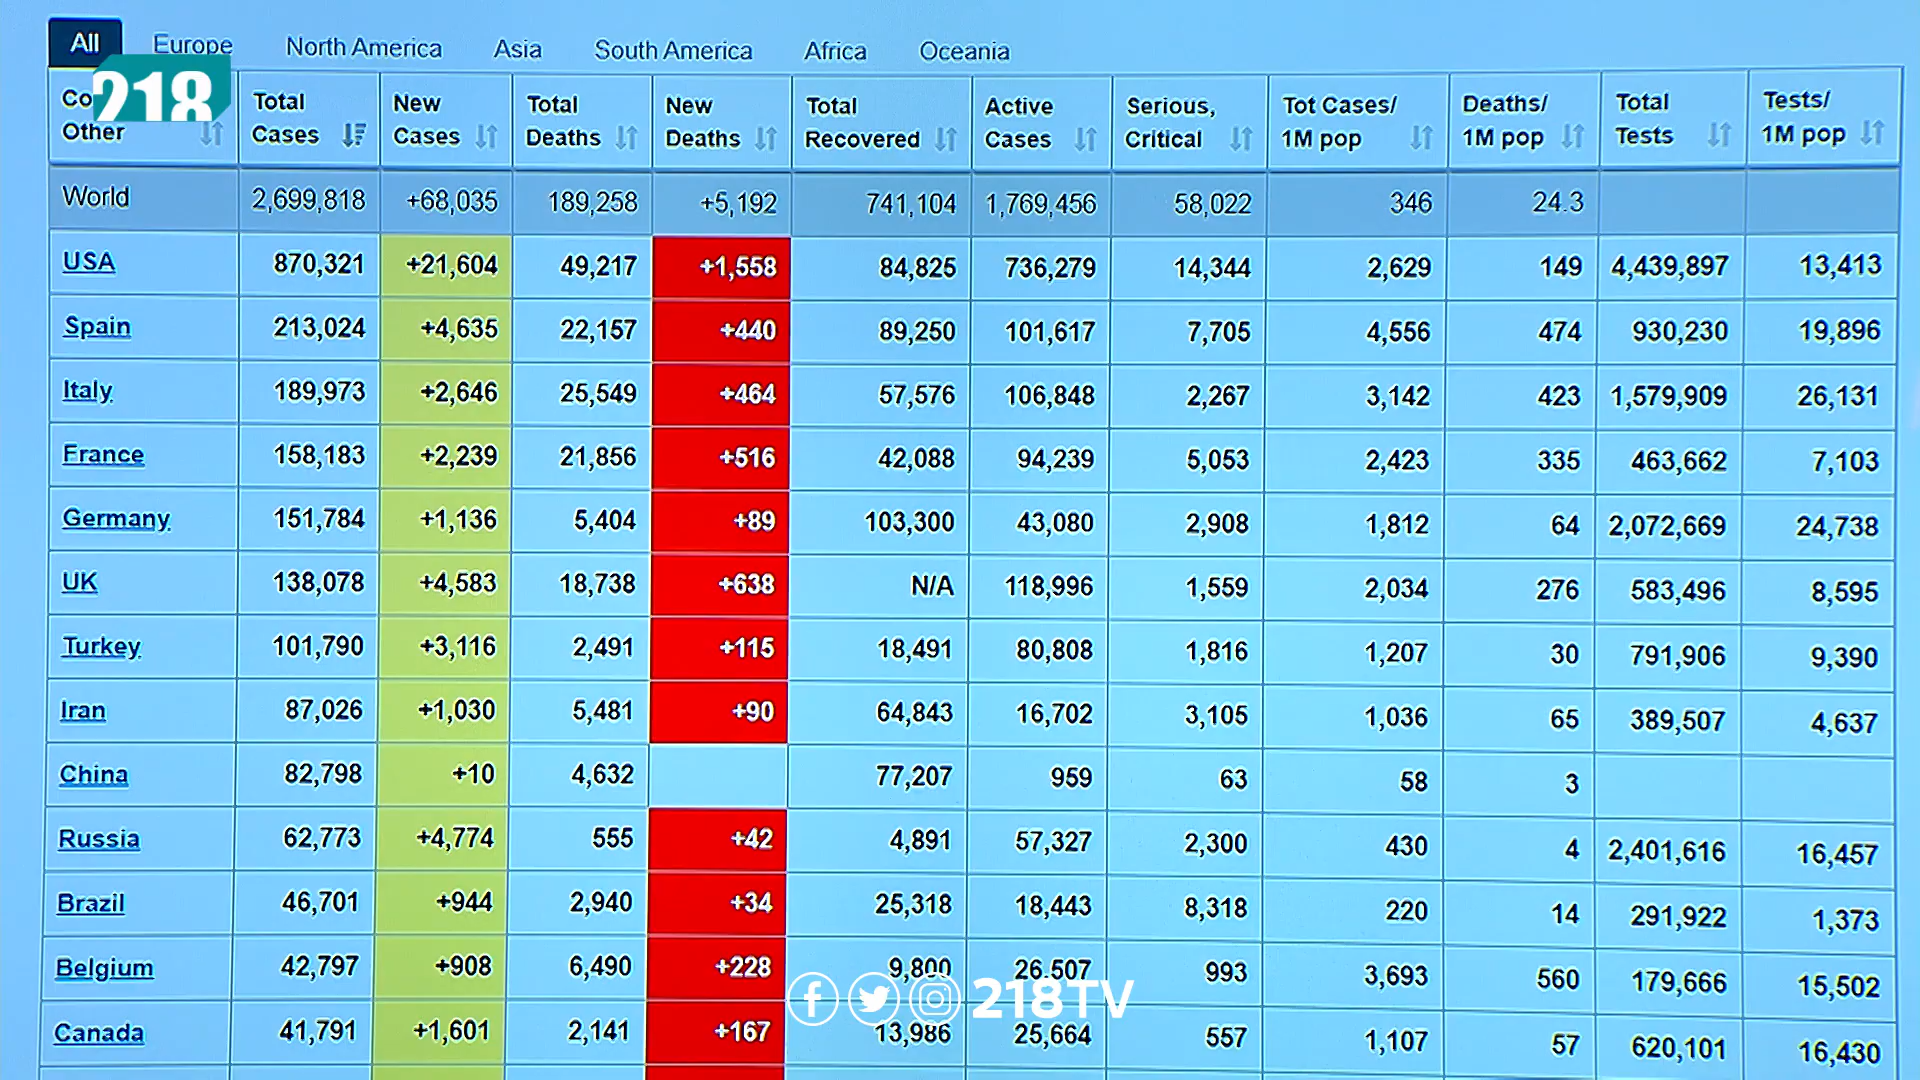 All Europe North America Asia South America Africa Oceania
218
Co
Other
Total Cases New Cases Total Deaths New Deaths Total Recovered Active Cases Serious, Critical Tot Cases/ 1M pop Deaths/ 1M pop Total Tests Tests/ 1M pop
World 2,699,818 +68,035 189,258 +5,192 741,104 1,769,456 58,022 346 24.3
USA 870,321 +21,604 49,217 +1,558 84,825 736,279 14,344 2,629 149 4,439,897 13,413
Spain 213,024 +4,635 22,157 +440 89,250 101,617 7,705 4,556 474 930,230 19,896
Italy 189,973 +2,646 25,549 +464 57,576 106,848 2,267 3,142 423 1,579,909 26,131
France 158,183 +2,239 21,856 +516 42,088 94,239 5,053 2,423 335 463,662 7,103
Germany 151,784 +1,136 5,404 +89 103,300 43,080 2,908 1,812 64 2,072,669 24,738
UK 138,078 +4,583 18,738 +638 N/A 118,996 1,559 2,034 276 583,496 8,595
Turkey 101,790 +3,116 2,491 +115 18,491 80,808 1,816 1,207 30 791,906 9,390
Iran 87,026 +1,030 5,481 +90 64,843 16,702 3,105 1,036 65 389,507 4,637
China 82,798 +10 4,632 77,207 959 63 58 3
Russia 62,773 +4,774 555 +42 4,891 57,327 2,300 430 4 2,401,616 16,457
Brazil 46,701 +944 2,940 +34 25,318 18,443 8,318 220 14 291,922 1,373
Belgium 42,797 +908 6,490 +228 9,800 26,507 993 3,693 560 179,666 15,502
218TV
Canada 41,791 +1,601 2,141 +167 13,986 25,664 557 1,107 57 620,101 16,430